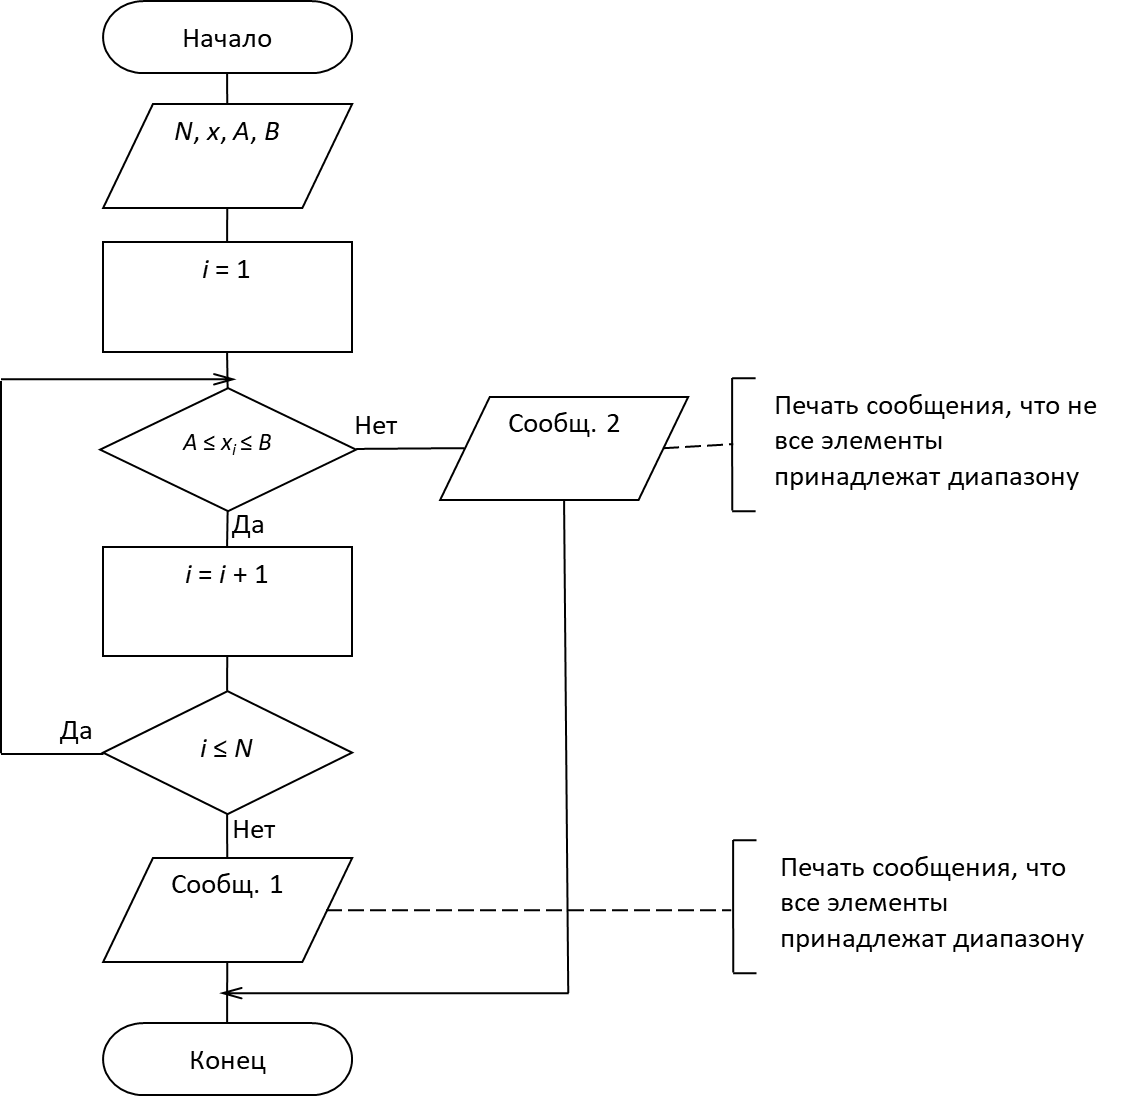 Начало
N, x, A, B
i = 1
A ≤ xᵢ ≤ B
Нет
Сообщ. 2
Печать сообщения, что не
все элементы
принадлежат диапазону
Да
i = i + 1
Да
i ≤ N
Нет
Сообщ. 1
Печать сообщения, что
все элементы
принадлежат диапазону
Конец